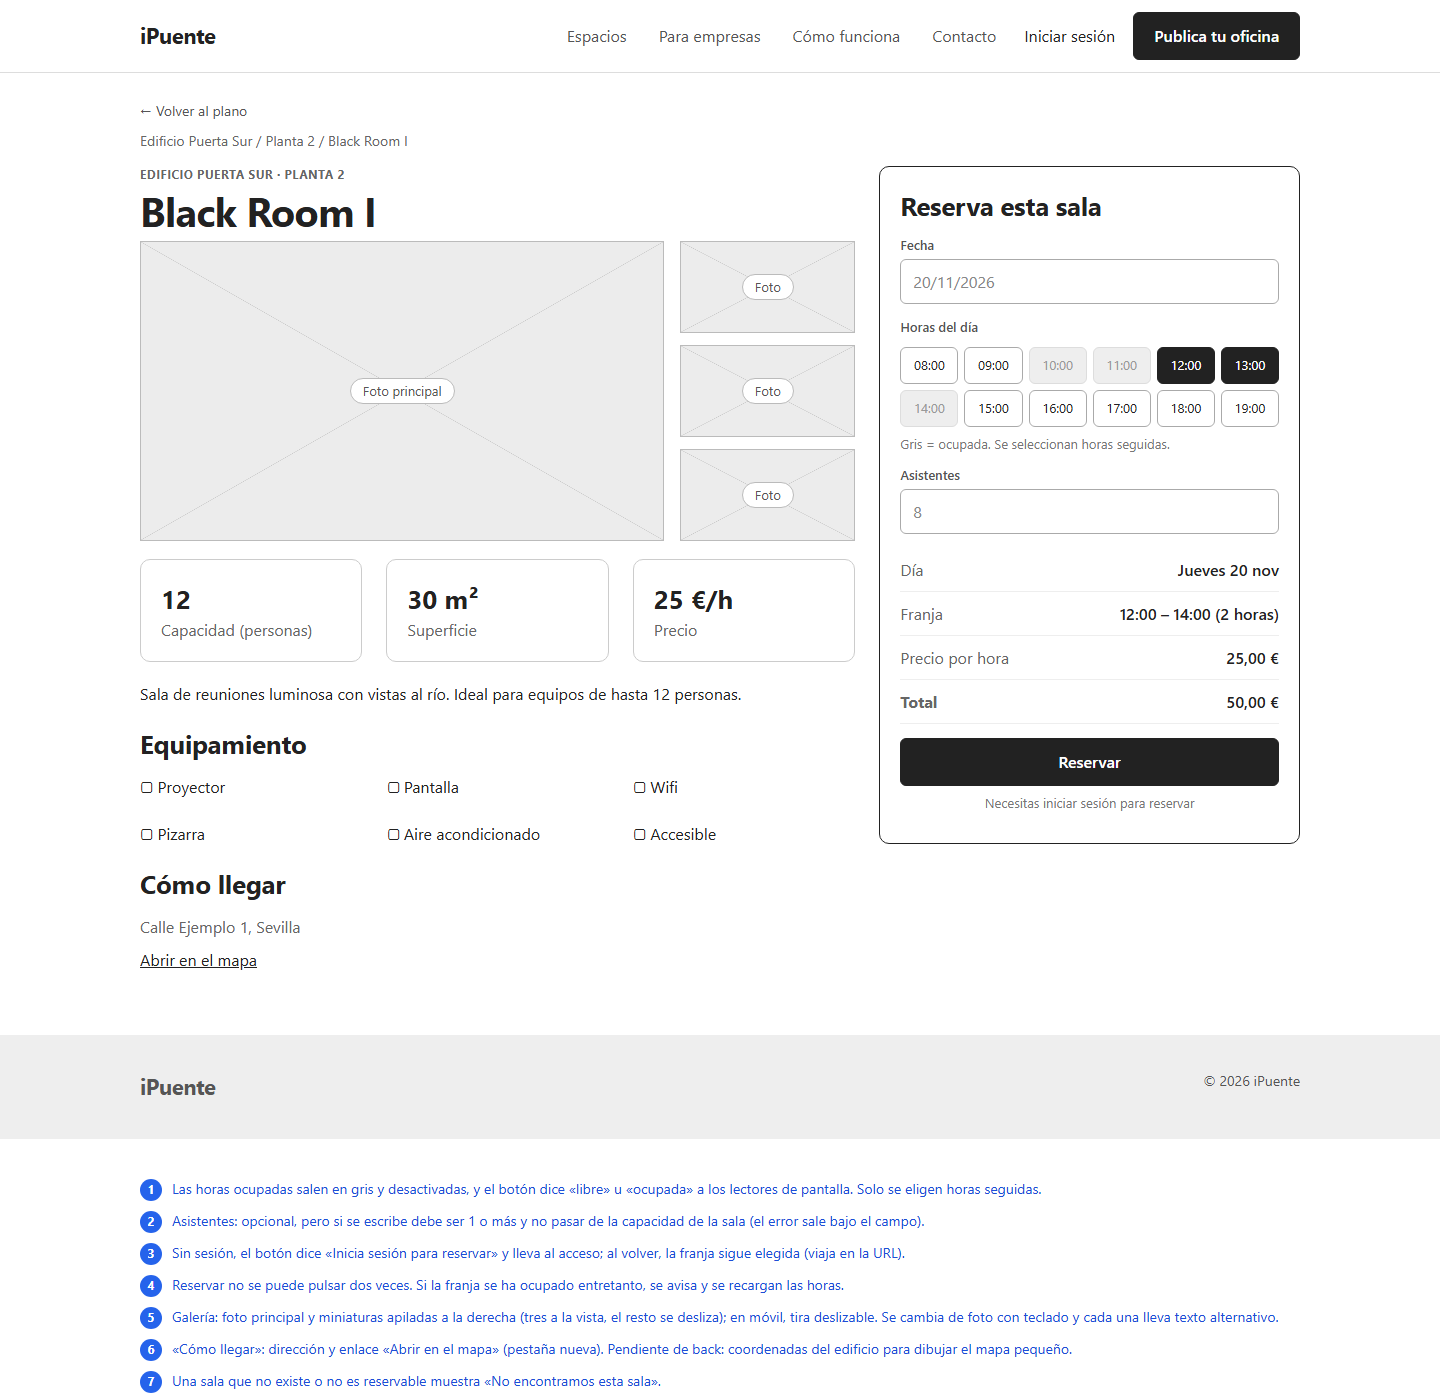 iPuente
Espacios
Para empresas
Cómo funciona
Contacto
Iniciar sesión
Publica tu oficina
← Volver al plano
Edificio Puerta Sur / Planta 2 / Black Room I
EDIFICIO PUERTA SUR · PLANTA 2
Black Room I
Foto principal
Foto
Foto
Foto
12
Capacidad (personas)
30 m²
Superficie
25 €/h
Precio
Sala de reuniones luminosa con vistas al río. Ideal para equipos de hasta 12 personas.
Equipamiento
Proyector
Pantalla
Wifi
Pizarra
Aire acondicionado
Accesible
Cómo llegar
Calle Ejemplo 1, Sevilla
Abrir en el mapa
Reserva esta sala
Fecha
20/11/2026
Horas del día
08:00 09:00 10:00 11:00 12:00 13:00
14:00 15:00 16:00 17:00 18:00 19:00
Gris = ocupada. Se seleccionan horas seguidas.
Asistentes
8
Día Jueves 20 nov
Franja 12:00 – 14:00 (2 horas)
Precio por hora 25,00 €
Total 50,00 €
Reservar
Necesitas iniciar sesión para reservar
iPuente
© 2026 iPuente
1 Las horas ocupadas salen en gris y desactivadas, y el botón dice «libre» u «ocupada» a los lectores de pantalla. Solo se eligen horas seguidas.
2 Asistentes: opcional, pero si se escribe debe ser 1 o más y no pasar de la capacidad de la sala (el error sale bajo el campo).
3 Sin sesión, el botón dice «Inicia sesión para reservar» y lleva al acceso; al volver, la franja sigue elegida (viaja en la URL).
4 Reservar no se puede pulsar dos veces. Si la franja se ha ocupado entretanto, se avisa y se recargan las horas.
5 Galería: foto principal y miniaturas apiladas a la derecha (tres a la vista, el resto se desliza); en móvil, tira deslizable. Se cambia de foto con teclado y cada una lleva texto alternativo.
6 «Cómo llegar»: dirección y enlace «Abrir en el mapa» (pestaña nueva). Pendiente de back: coordenadas del edificio para dibujar el mapa pequeño.
7 Una sala que no existe o no es reservable muestra «No encontramos esta sala».